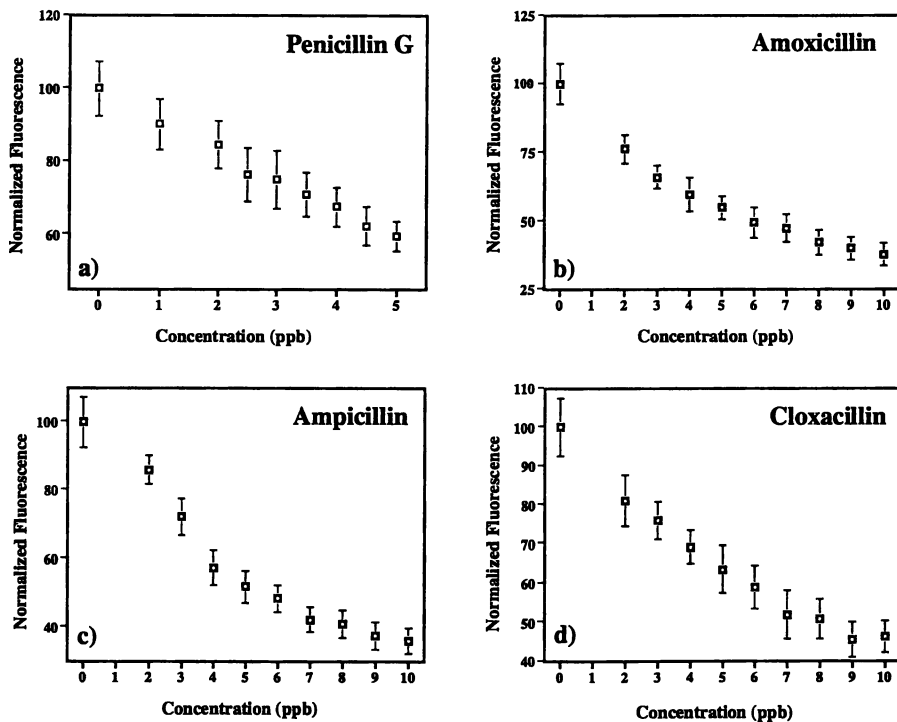 120
100
80
60
Normalized Fluorescence
Penicillin G
a)
0 1 2 3 4 5
Concentration (ppb)
125
100
75
50
25
Normalized Fluorescence
Amoxicillin
b)
0 1 2 3 4 5 6 7 8 9 10
Concentration (ppb)
100
80
60
40
Normalized Fluorescence
Ampicillin
c)
0 1 2 3 4 5 6 7 8 9 10
Concentration (ppb)
110
100
90
80
70
60
50
40
Normalized Fluorescence
Cloxacillin
d)
0 1 2 3 4 5 6 7 8 9 10
Concentration (ppb)